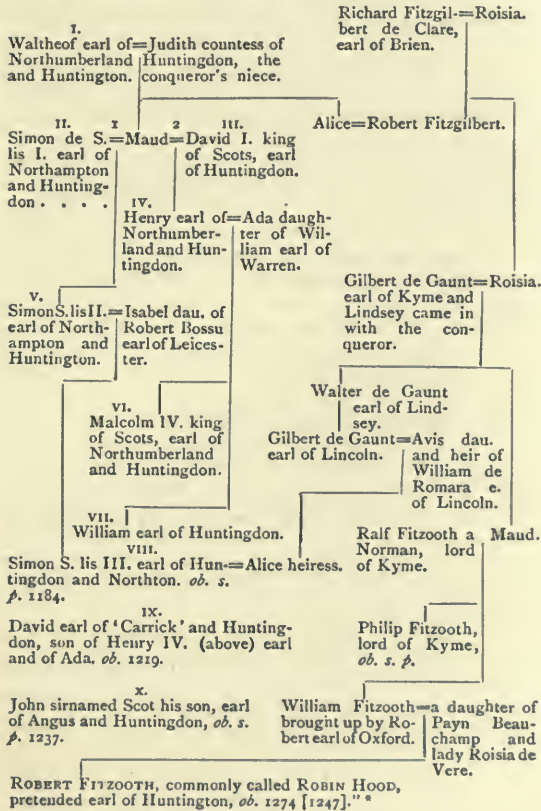 Richard Fitzgil-=Roisia.
bert de Clare,
earl of Brien.
I.
Waltheof earl of=Judith countess of
Northumberland Huntingdon, the
and Huntington. conqueror's niece.
II. 1 2 III.
Simon de S.=Maud=David I. king
lis I. earl of of Scots, earl
Northampton of Huntingdon.
and Hunting-
don . . . .
Alice=Robert Fitzgilbert.
IV.
Henry earl of=Ada daugh-
Northumber- ter of Wil-
land and Hun- liam earl of
tingdon. Warren.
Gilbert de Gaunt=Roisia.
earl of Kyme and
Lindsey came in
with the con-
queror.
V.
Simon S. lis II.=Isabel dau. of
earl of North- Robert Bossu
ampton and earl of Leices-
Huntington. ter.
Walter de Gaunt
earl of Lind-
sey.
VI.
Malcolm IV. king
of Scots, earl of
Northumberland
and Huntingdon.
Gilbert de Gaunt=Avis dau.
earl of Lincoln. and heir of
William de
Romara e.
of Lincoln.
VII.
William earl of Huntingdon.
VIII.
Simon S. lis III. earl of Hun-=Alice heiress.
tingdon and Northton. ob. s.
p. 1184.
Ralf Fitzooth a Maud.
Norman, lord
of Kyme.
IX.
David earl of 'Carrick' and Hunting-
don, son of Henry IV. (above) earl
and of Ada. ob. 1219.
Philip Fitzooth,
lord of Kyme,
ob. s. p.
X.
John sirnamed Scot his son, earl
of Angus and Huntingdon, ob. s.
p. 1237.
William Fitzooth=a daughter of
brought up by Ro- Payn Beau-
bert earl of Oxford. champ and
lady Roisia de
Vere.
ROBERT FITZOOTH, commonly called ROBIN HOOD,
pretended earl of Huntington, ob. 1274 [1247]." *